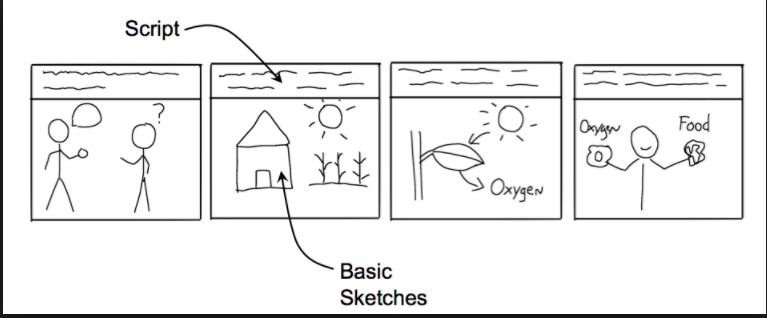 Script
?
Oxygen
Oxygen
Food
Basic
Sketches